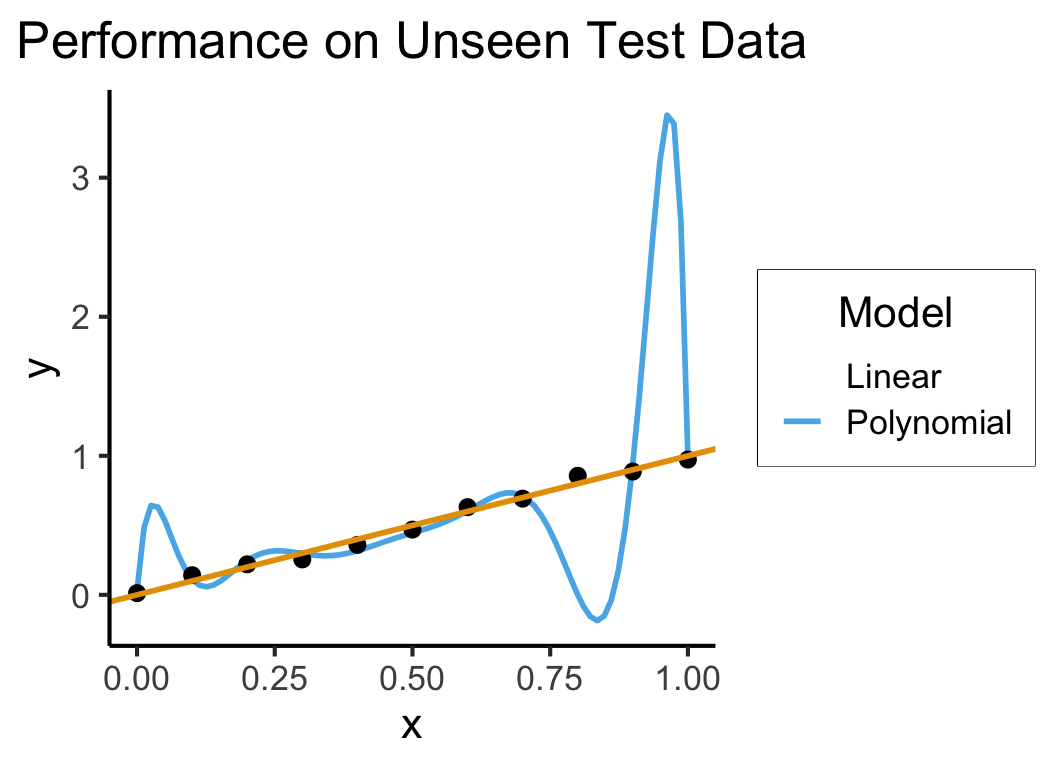 Performance on Unseen Test Data
y
3
2
1
0
0.00 0.25 0.50 0.75 1.00
x
Model
Linear
Polynomial